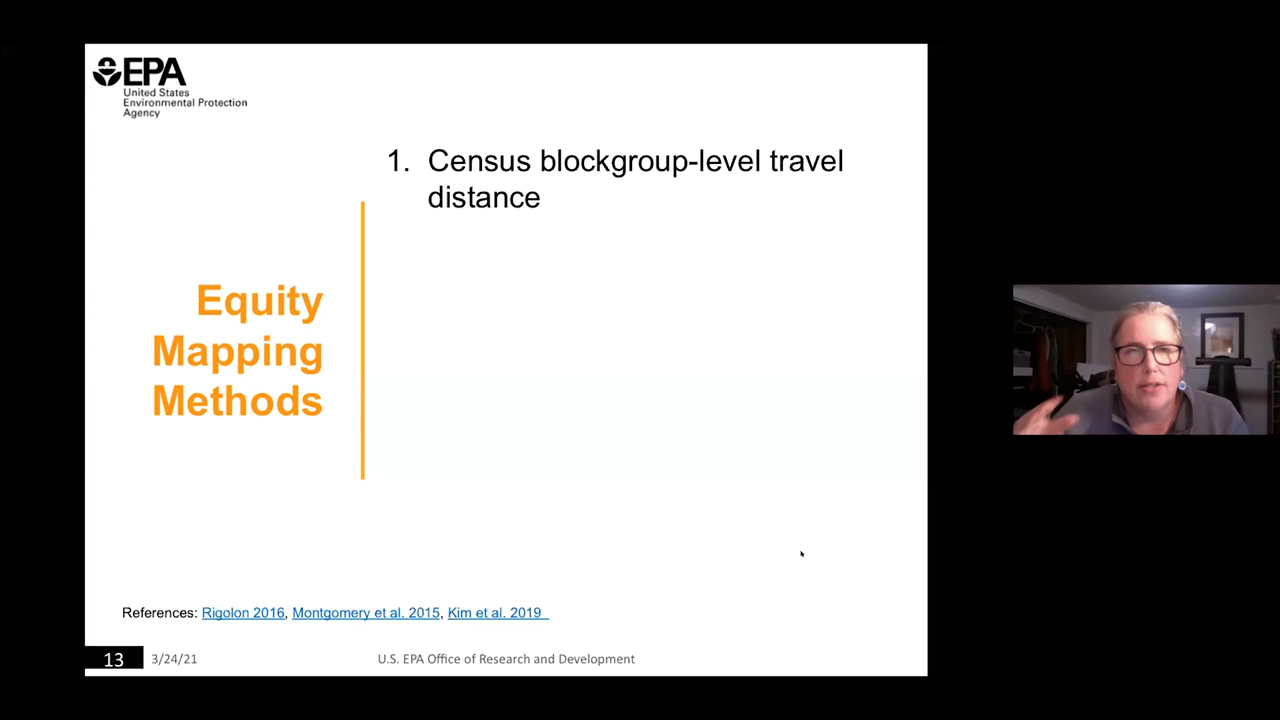 EPA
United States
Environmental Protection
Agency
1. Census blockgroup-level travel
distance
Equity
Mapping
Methods
References: Rigolon 2016, Montgomery et al. 2015, Kim et al. 2019
13 3/24/21 U.S. EPA Office of Research and Development